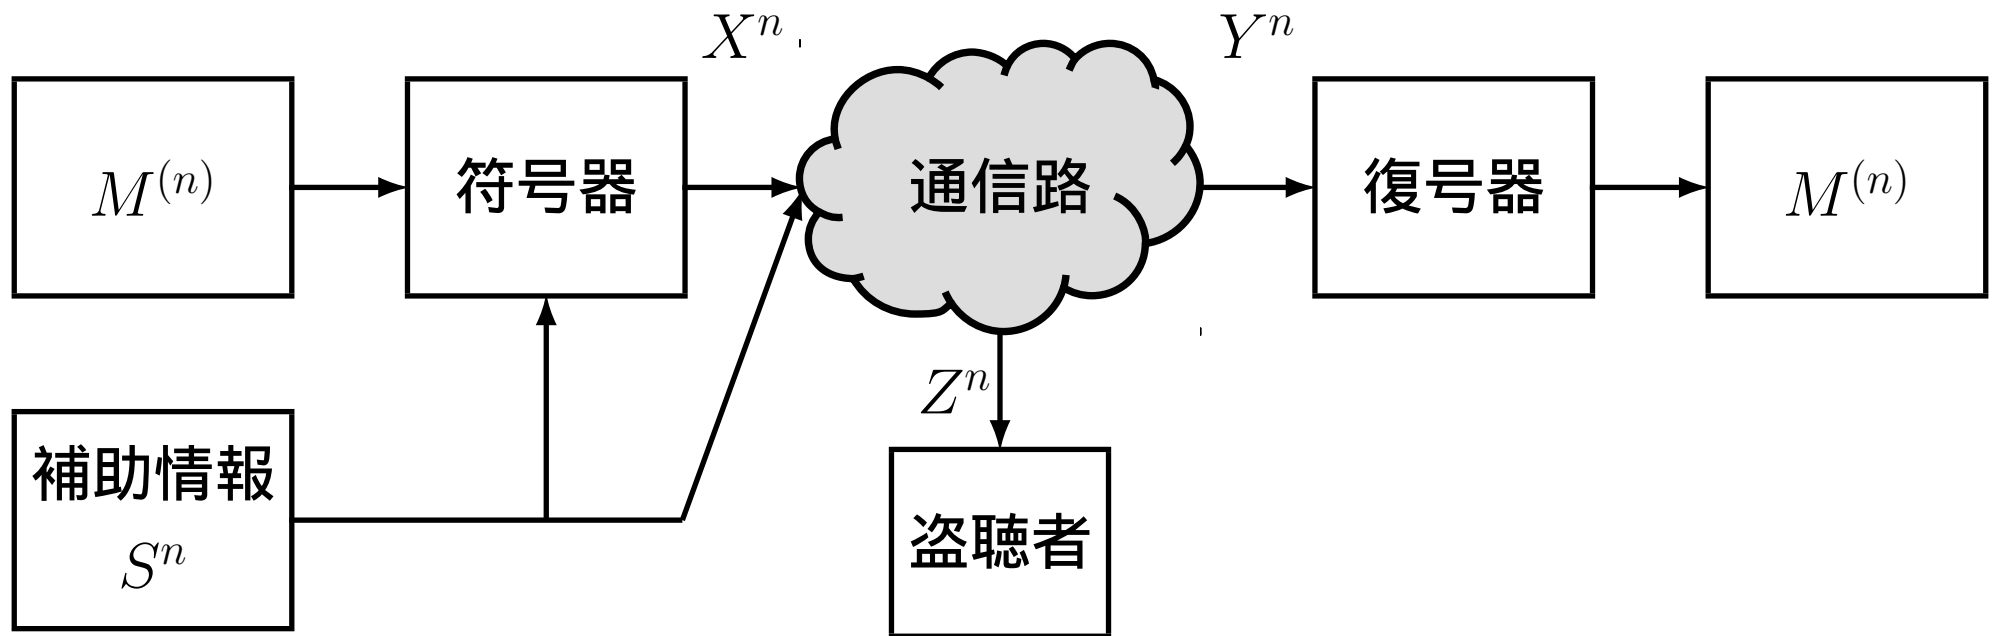 X^n
Y^n
M^{(n)}
符号器
通信路
復号器
M^{(n)}
Z^n
補助情報
S^n
盗聴者